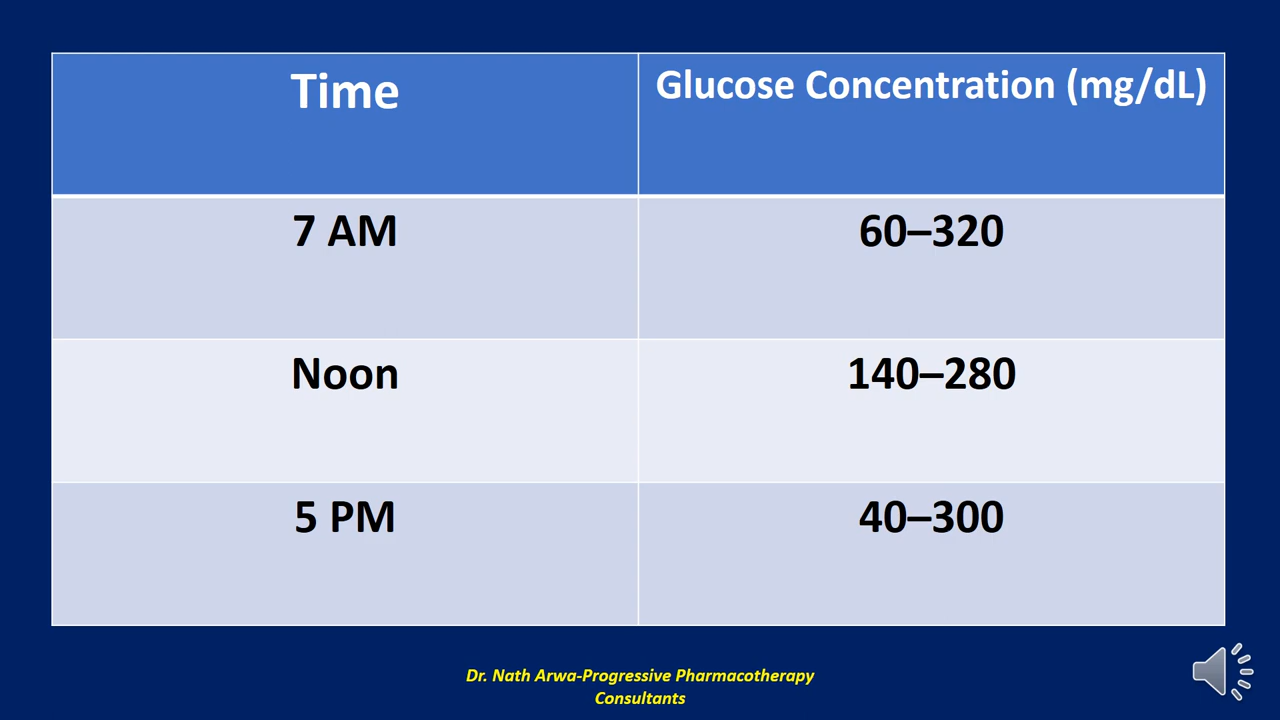 Time
Glucose Concentration (mg/dL)
7 AM
60–320
Noon
140–280
5 PM
40–300
Dr. Nath Arwa-Progressive Pharmacotherapy
Consultants